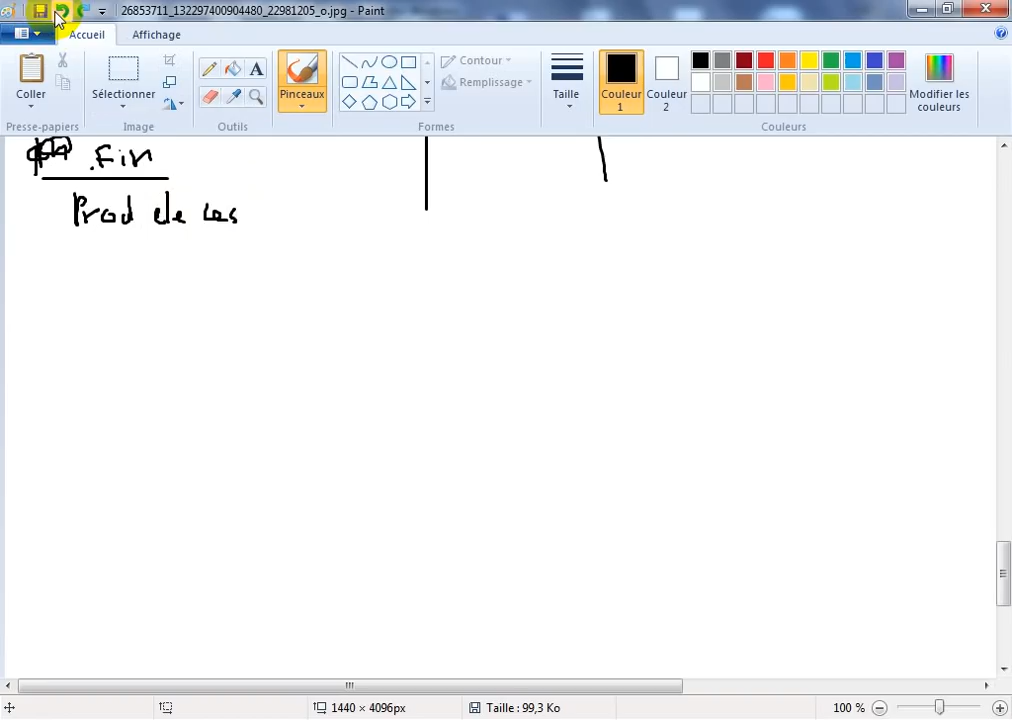 26853711_132297400904480_22981205_o.jpg - Paint
Accueil Affichage
Coller
Sélectionner
Pinceaux
Contour
Remplissage
Taille
Couleur 1
Couleur 2
Modifier les couleurs
Presse-papiers Image Outils Formes Couleurs
.Fin
Prod de ces
1440 × 4096px Taille : 99,3 Ko 100 %